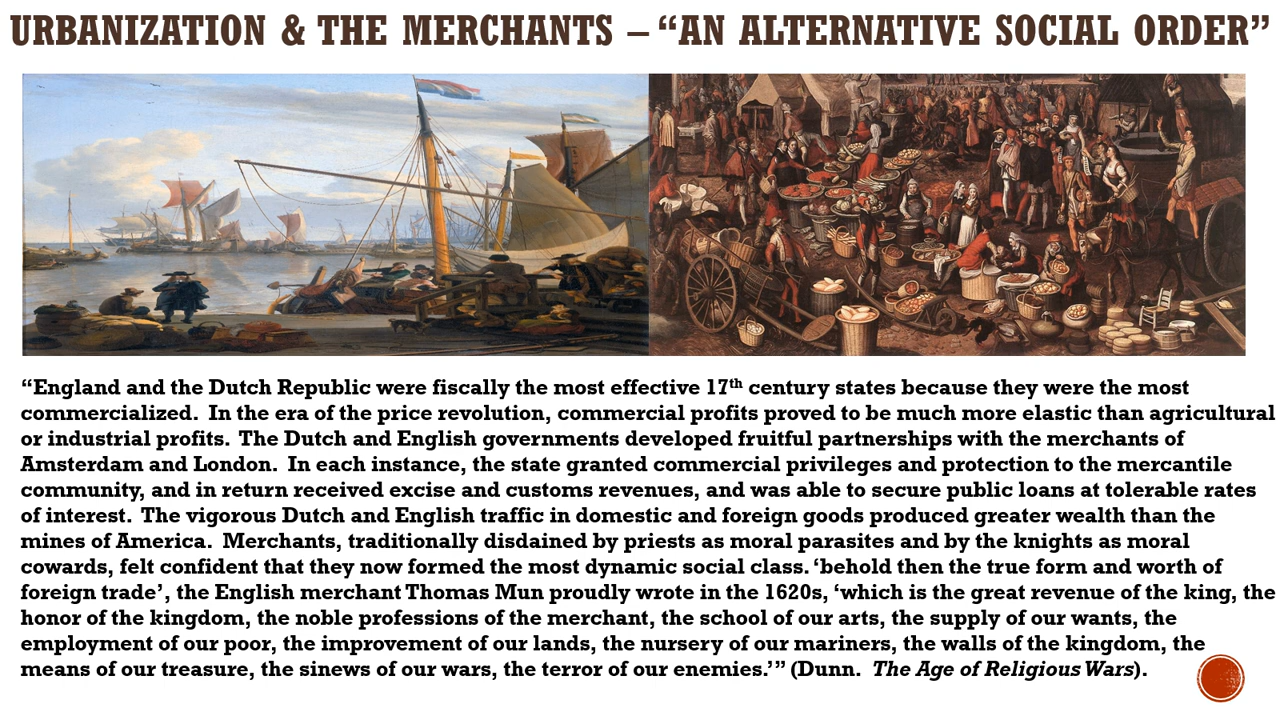 URBANIZATION & THE MERCHANTS – “AN ALTERNATIVE SOCIAL ORDER”
“England and the Dutch Republic were fiscally the most effective 17th century states because they were the most
commercialized.  In the era of the price revolution, commercial profits proved to be much more elastic than agricultural
or industrial profits.  The Dutch and English governments developed fruitful partnerships with the merchants of
Amsterdam and London.  In each instance, the state granted commercial privileges and protection to the mercantile
community, and in return received excise and customs revenues, and was able to secure public loans at tolerable rates
of interest.  The vigorous Dutch and English traffic in domestic and foreign goods produced greater wealth than the
mines of America.  Merchants, traditionally disdained by priests as moral parasites and by the knights as moral
cowards, felt confident that they now formed the most dynamic social class. ‘behold then the true form and worth of
foreign trade’, the English merchant Thomas Mun proudly wrote in the 1620s, ‘which is the great revenue of the king, the
honor of the kingdom, the noble professions of the merchant, the school of our arts, the supply of our wants, the
employment of our poor, the improvement of our lands, the nursery of our mariners, the walls of the kingdom, the
means of our treasure, the sinews of our wars, the terror of our enemies.’” (Dunn.  The Age of Religious Wars).